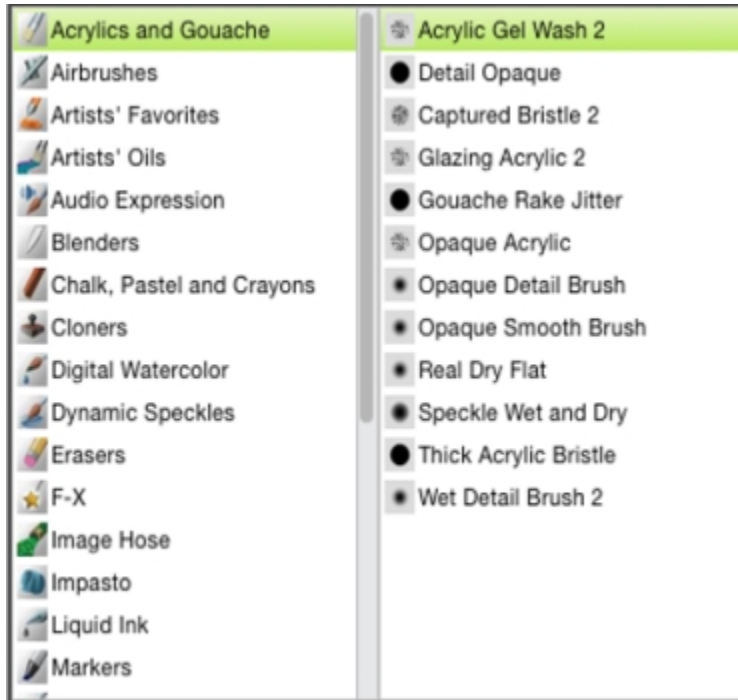 Acrylics and Gouache
Airbrushes
Artists' Favorites
Artists' Oils
Audio Expression
Blenders
Chalk, Pastel and Crayons
Cloners
Digital Watercolor
Dynamic Speckles
Erasers
F-X
Image Hose
Impasto
Liquid Ink
Markers
Acrylic Gel Wash 2
Detail Opaque
Captured Bristle 2
Glazing Acrylic 2
Gouache Rake Jitter
Opaque Acrylic
Opaque Detail Brush
Opaque Smooth Brush
Real Dry Flat
Speckle Wet and Dry
Thick Acrylic Bristle
Wet Detail Brush 2